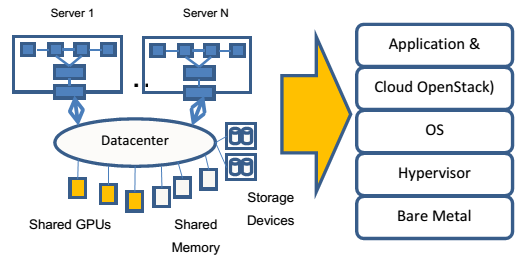 Server 1
Server N
..
Datacenter
Shared GPUs
Shared
Memory
Storage
Devices
Application &
Cloud OpenStack)
OS
Hypervisor
Bare Metal